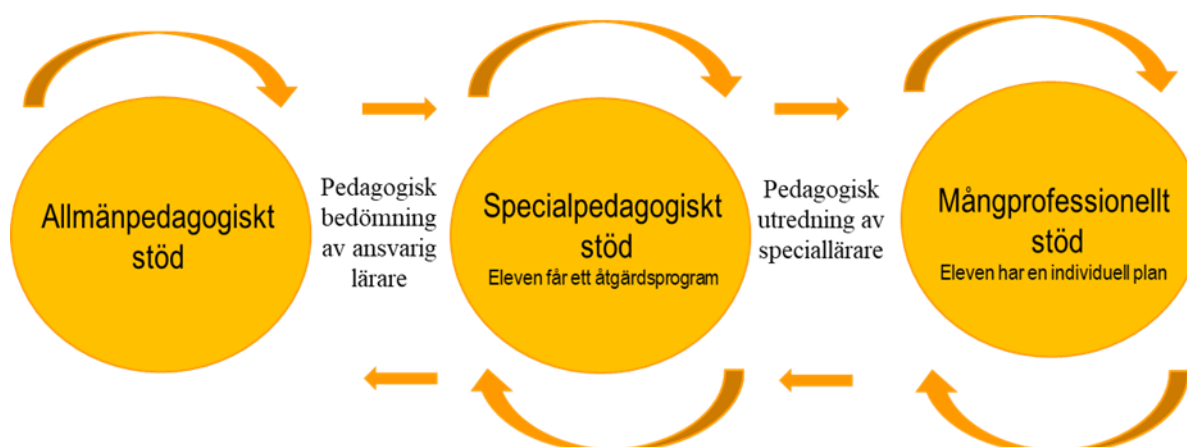 Allmänpedagogiskt
stöd
Pedagogisk
bedömning
av ansvarig
lärare
Specialpedagogiskt
stöd
Eleven får ett åtgärdsprogram
Pedagogisk
utredning av
speciallärare
Mångprofessionellt
stöd
Eleven har en individuell plan